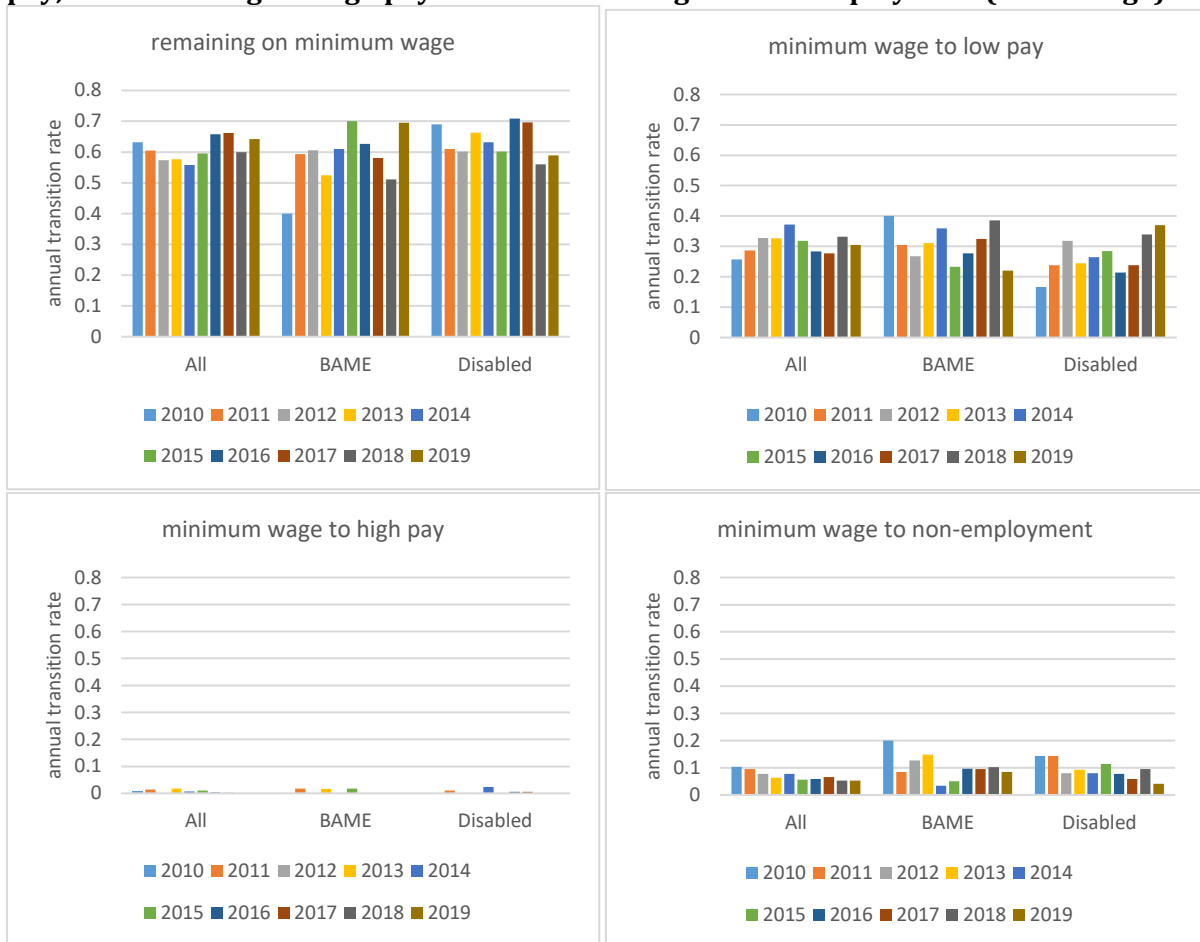 remaining on minimum wage
0.8
0.7
0.6
0.5
0.4
0.3
0.2
0.1
0
annual transition rate
All BAME Disabled
2010 2011 2012 2013 2014
2015 2016 2017 2018 2019
minimum wage to low pay
0.8
0.7
0.6
0.5
0.4
0.3
0.2
0.1
0
annual transition rate
All BAME Disabled
2010 2011 2012 2013 2014
2015 2016 2017 2018 2019
minimum wage to high pay
0.8
0.7
0.6
0.5
0.4
0.3
0.2
0.1
0
annual transition rate
All BAME Disabled
2010 2011 2012 2013 2014
2015 2016 2017 2018 2019
minimum wage to non-employment
0.8
0.7
0.6
0.5
0.4
0.3
0.2
0.1
0
annual transition rate
All BAME Disabled
2010 2011 2012 2013 2014
2015 2016 2017 2018 2019